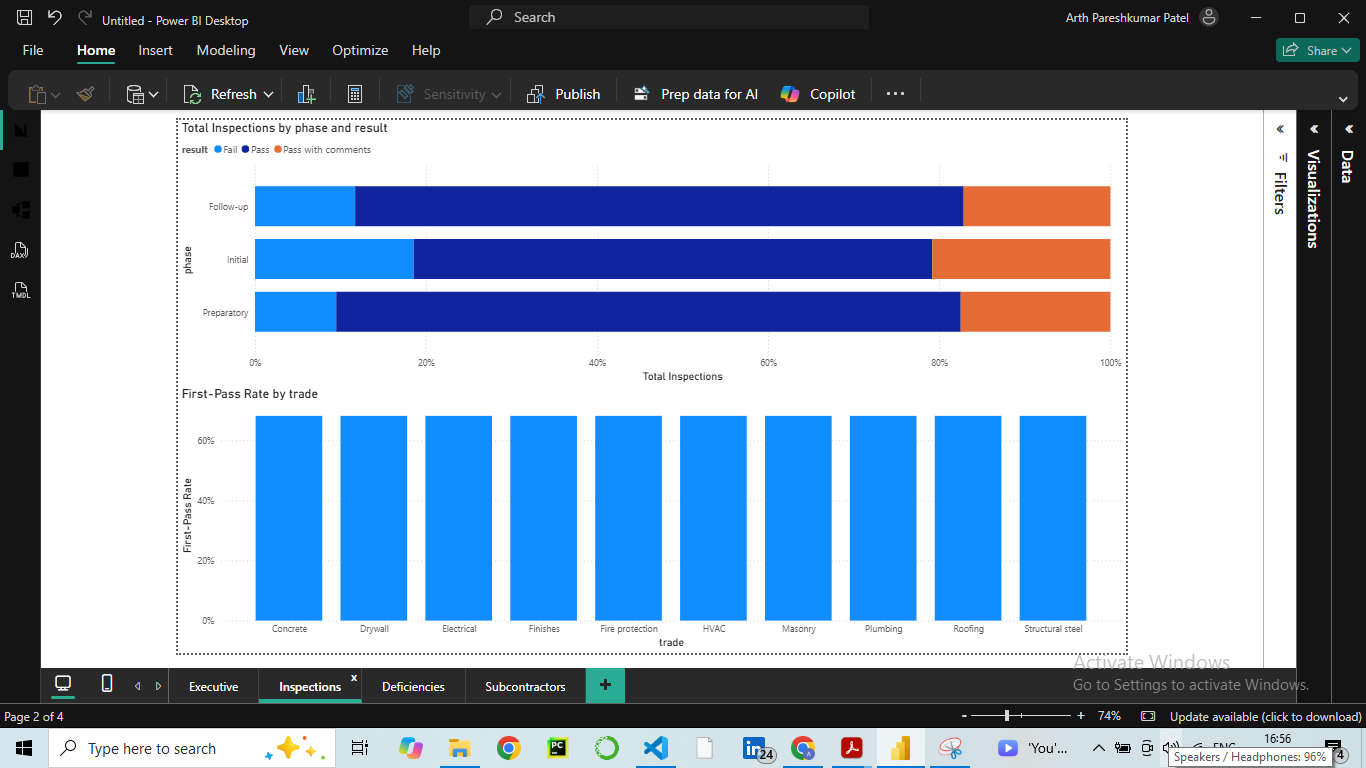 Untitled - Power BI Desktop
Search
Arth Pareshkumar Patel
File Home Insert Modeling View Optimize Help
Share
Refresh
Sensitivity
Publish
Prep data for AI
Copilot
Total Inspections by phase and result
result Fail Pass Pass with comments
Follow-up
Initial
Preparatory
phase
0% 20% 40% 60% 80% 100%
Total Inspections
First-Pass Rate by trade
60%
40%
20%
0%
First-Pass Rate
Concrete Drywall Electrical Finishes Fire protection HVAC Masonry Plumbing Roofing Structural steel
trade
DAX
TMDL
Filters
Visualizations
Data
Activate Windows
Go to Settings to activate Windows.
Executive
Inspections
x
Deficiencies
Subcontractors
+
Page 2 of 4
- + 74%
Update available (click to download)
Type here to search
PC
in
24
'You'...
16:56
Speakers / Headphones: 96%
4